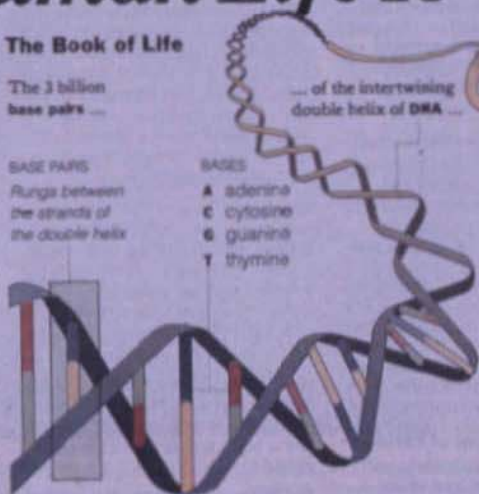 The Book of Life
The 3 billion
base pairs ...
... of the intertwising
double helix of DNA ...
BASE PAIRS
Rungs between
the strands of
the double helix
BASES
A adenine
C cytosine
G guanine
T thymine